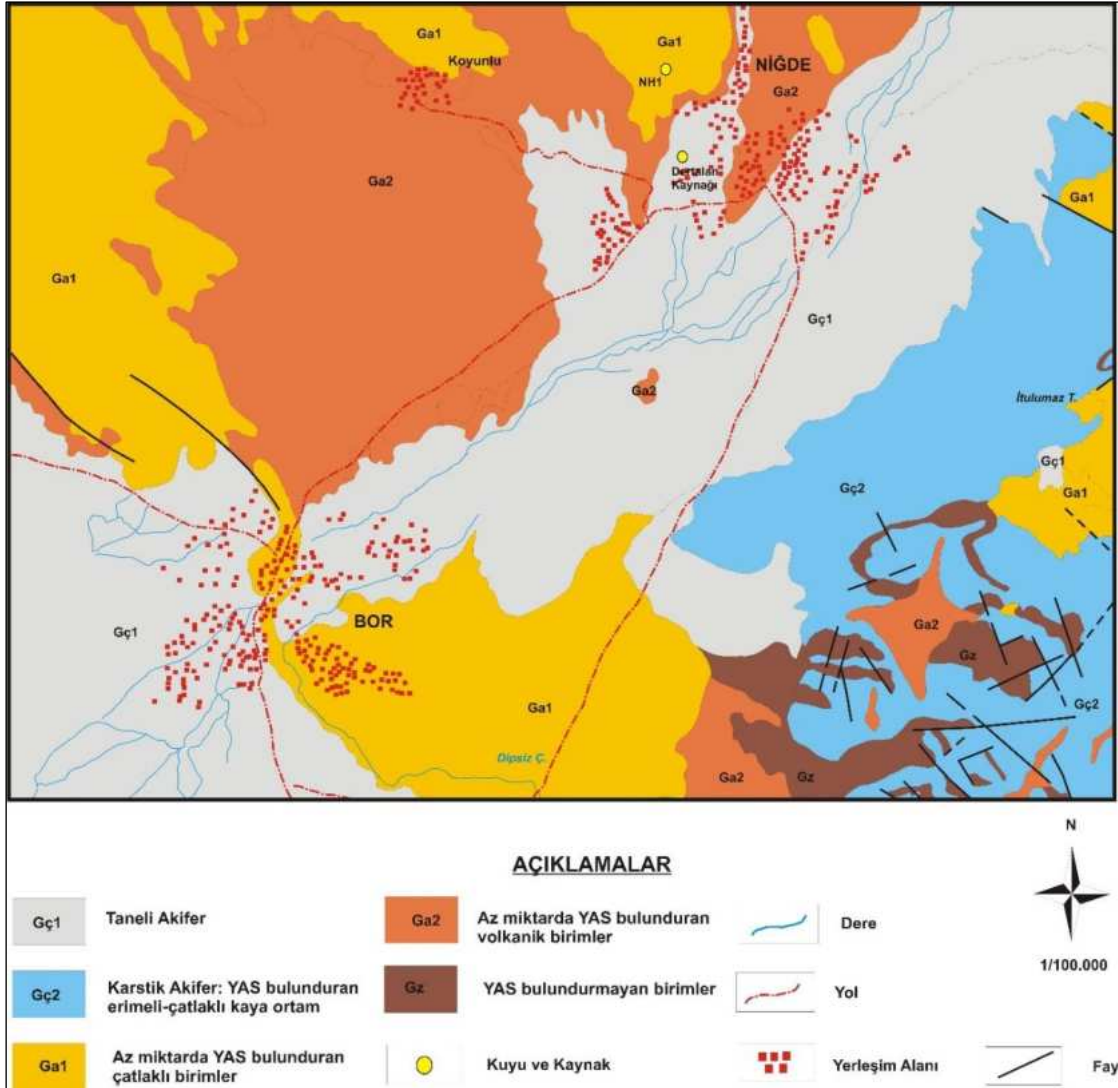 Ga1
Koyunlu
Ga1
NH1
NİĞDE
Ga2
Ga2
Dertalan
Kaynağı
Ga1
Ga1
Gç1
Ga2
İtulumaz T.
Gç1
Ga1
Gç2
Ga2
Gz
Gç2
BOR
Gç1
Ga1
Dipsiz Ç.
Ga2
Gz
AÇIKLAMALAR
N
1/100.000
Gç1 Taneli Akifer
Ga2 Az miktarda YAS bulunduran
volkanik birimler
Dere
Gç2 Karstik Akifer: YAS bulunduran
erimeli-çatlaklı kaya ortam
Gz YAS bulundurmayan birimler
Yol
Ga1 Az miktarda YAS bulunduran
çatlaklı birimler
Kuyu ve Kaynak
Yerleşim Alanı
Fay